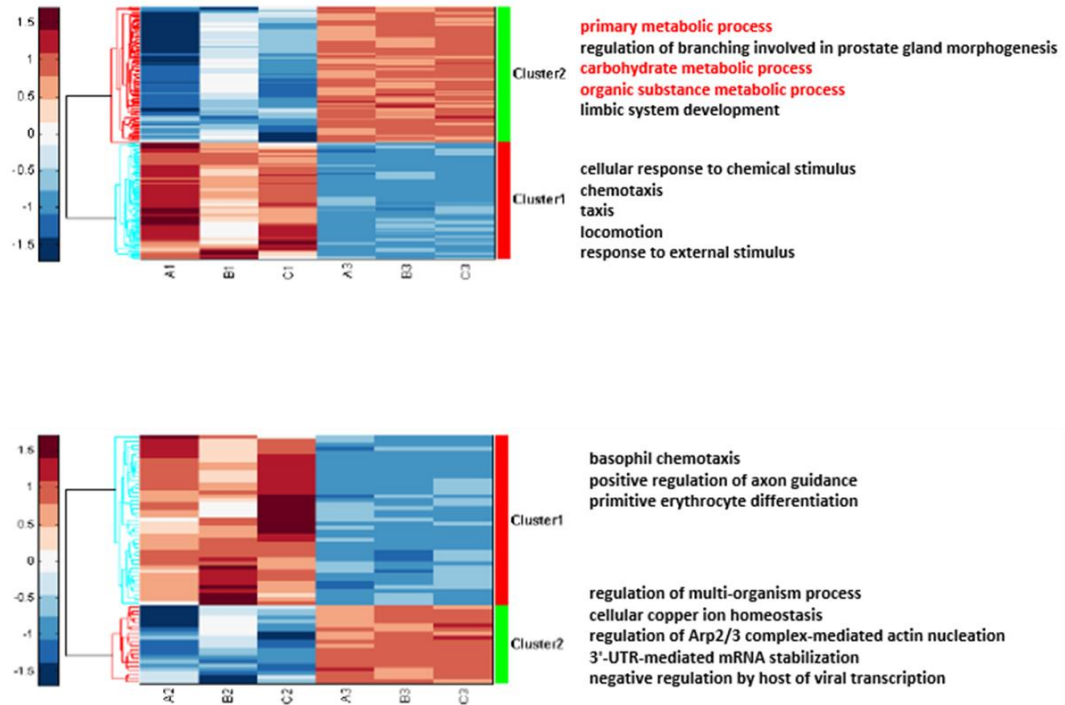 1.5
1
0.5
0
-0.5
-1
-1.5
Cluster2
Cluster1
A1 B1 C1 A3 B3 C3
primary metabolic process
regulation of branching involved in prostate gland morphogenesis
carbohydrate metabolic process
organic substance metabolic process
limbic system development
cellular response to chemical stimulus
chemotaxis
taxis
locomotion
response to external stimulus
1.5
1
0.5
0
-0.5
-1
-1.5
Cluster1
Cluster2
A2 B2 C2 A3 B3 C3
basophil chemotaxis
positive regulation of axon guidance
primitive erythrocyte differentiation
regulation of multi-organism process
cellular copper ion homeostasis
regulation of Arp2/3 complex-mediated actin nucleation
3'-UTR-mediated mRNA stabilization
negative regulation by host of viral transcription